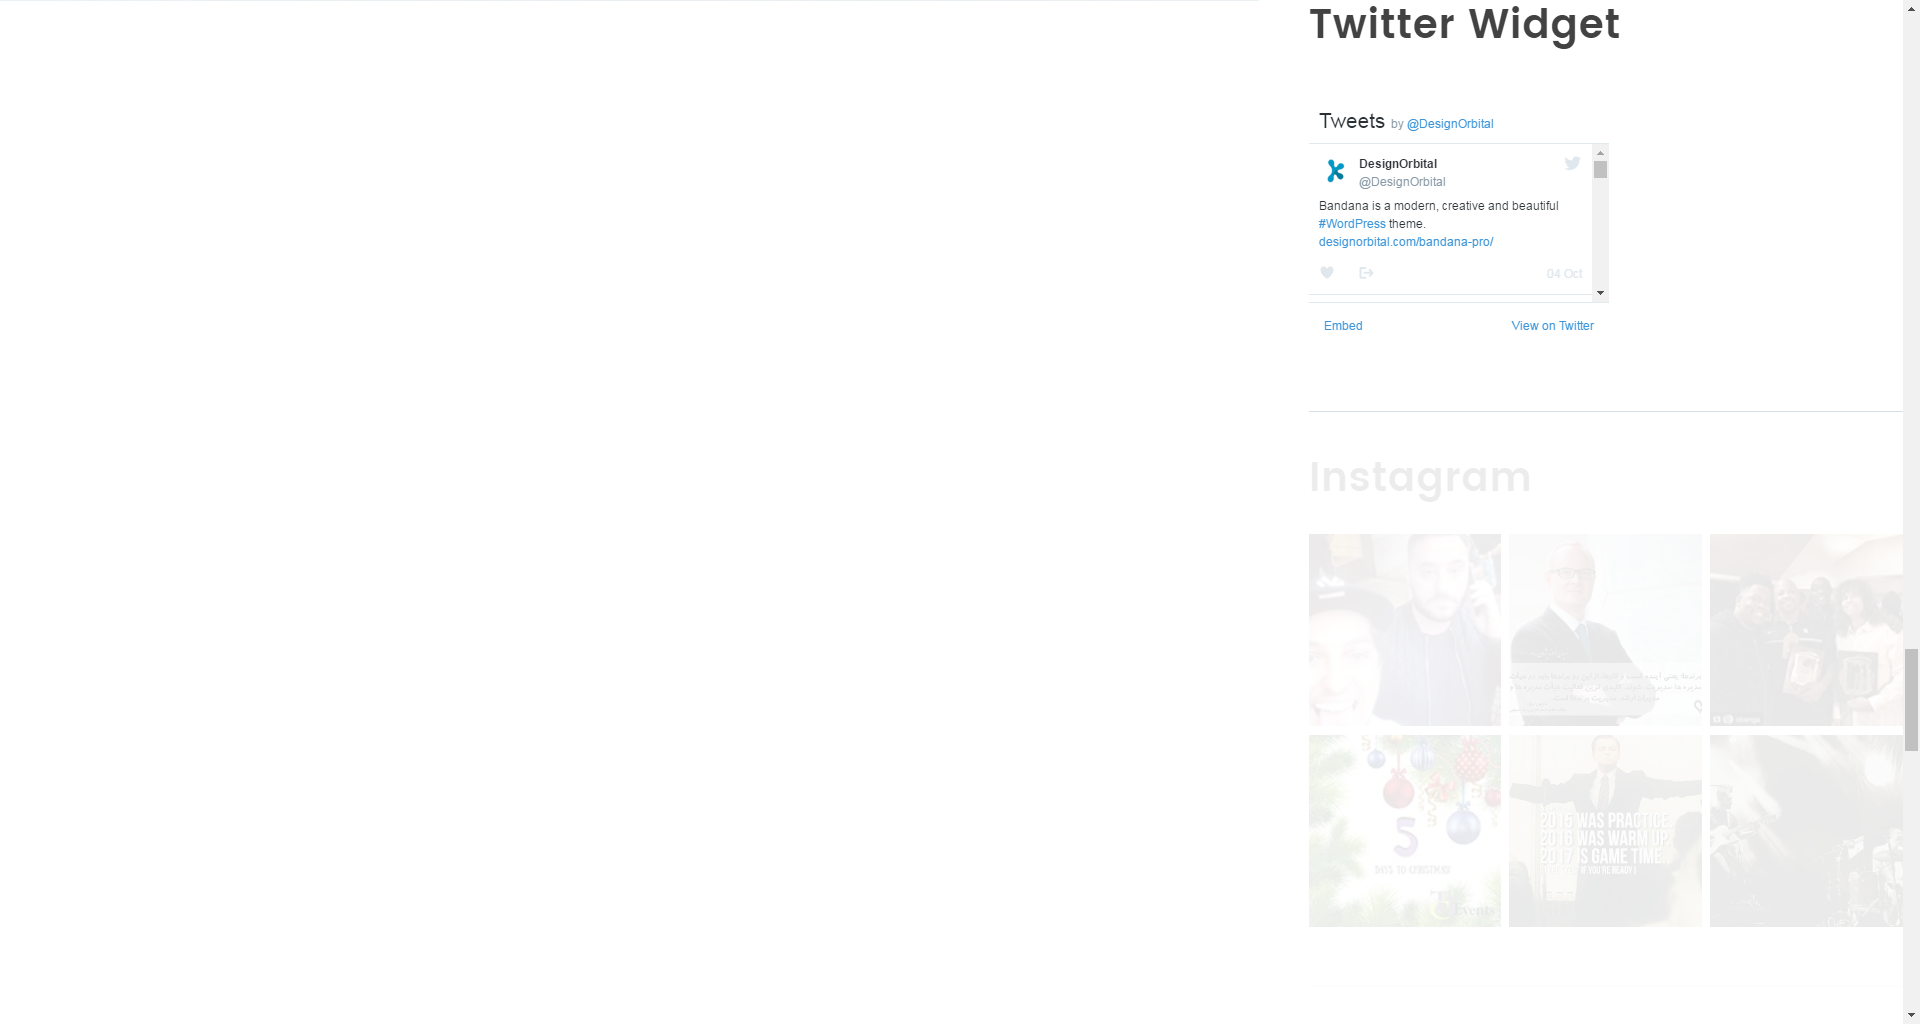 Twitter Widget
Tweets by @DesignOrbital
DesignOrbital
@DesignOrbital
Bandana is a modern, creative and beautiful
#WordPress theme.
designorbital.com/bandana-pro/
04 Oct
Embed
View on Twitter
Instagram
5
DAYS TO CHRISTMAS
Events
2015 WAS PRACTICE.
2016 WAS WARM UP.
2017 IS GAME TIME.
IF YOU'RE READY)